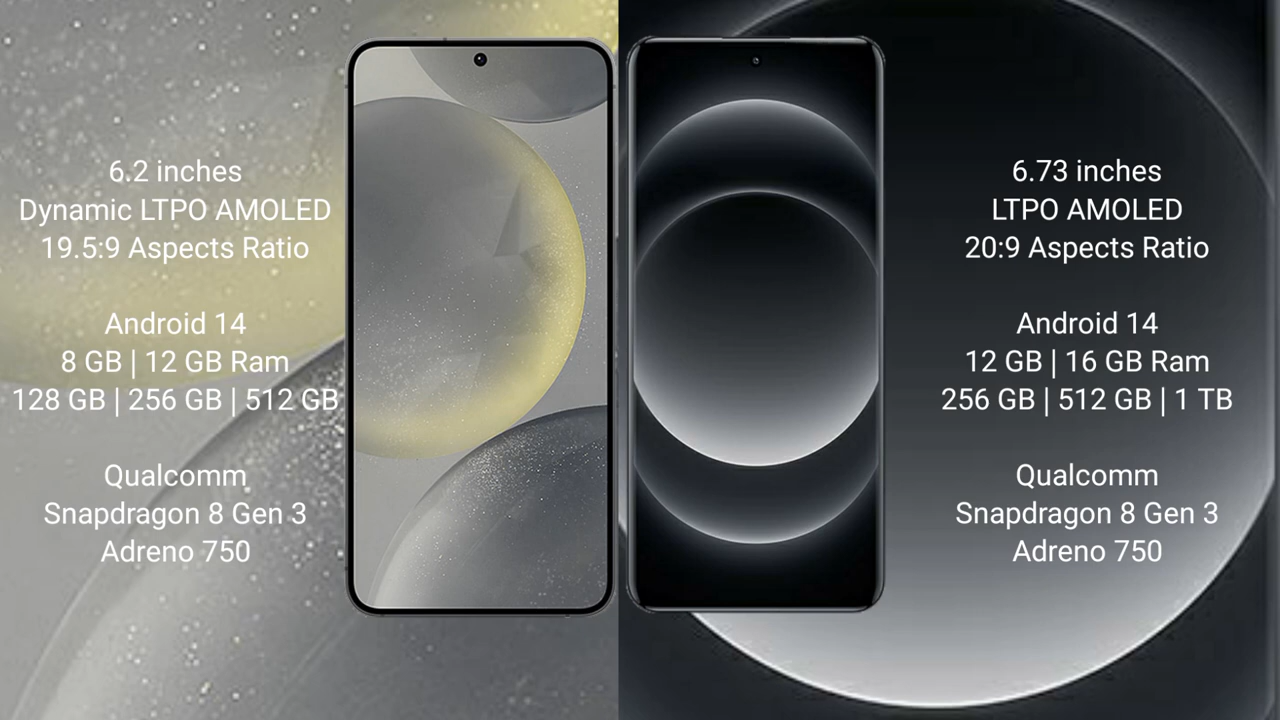 6.2 inches
Dynamic LTPO AMOLED
19.5:9 Aspects Ratio
Android 14
8 GB | 12 GB Ram
128 GB | 256 GB | 512 GB
Qualcomm
Snapdragon 8 Gen 3
Adreno 750
6.73 inches
LTPO AMOLED
20:9 Aspects Ratio
Android 14
12 GB | 16 GB Ram
256 GB | 512 GB | 1 TB
Qualcomm
Snapdragon 8 Gen 3
Adreno 750